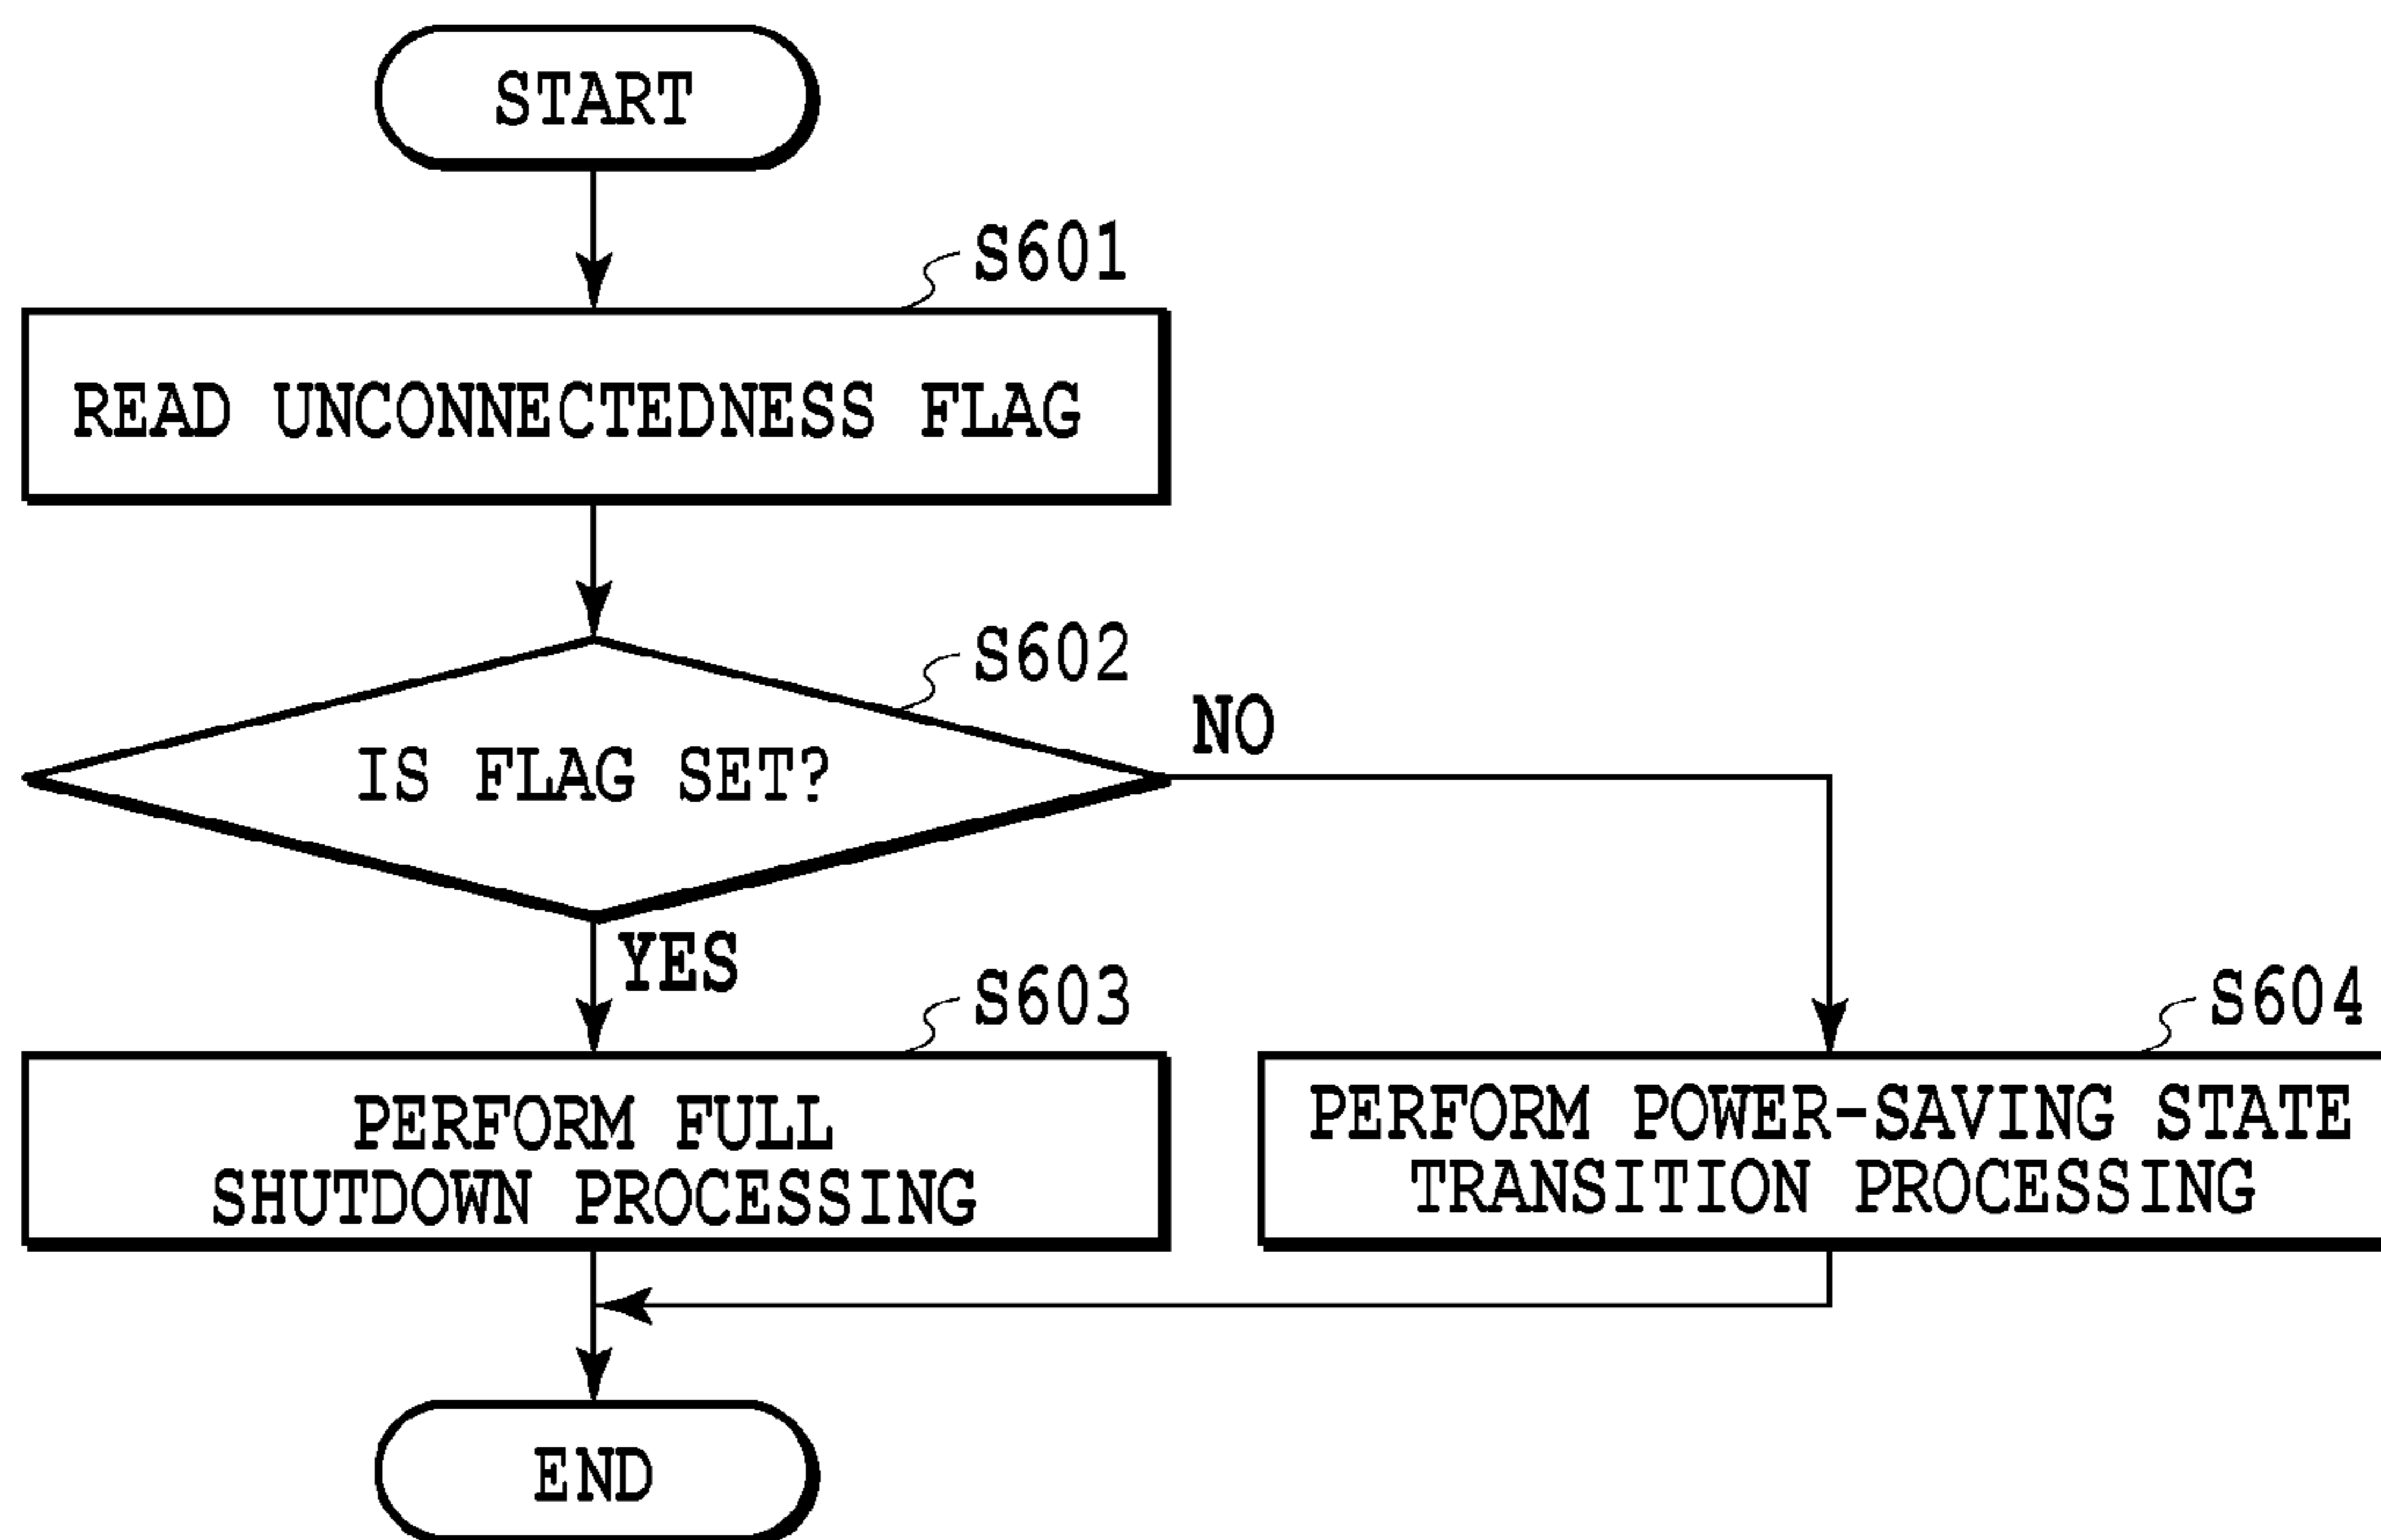 START
S601
READ UNCONNECTEDNESS FLAG
S602
NO
IS FLAG SET?
YES
S603
S604
PERFORM FULL
SHUTDOWN PROCESSING
PERFORM POWER-SAVING STATE
TRANSITION PROCESSING
END